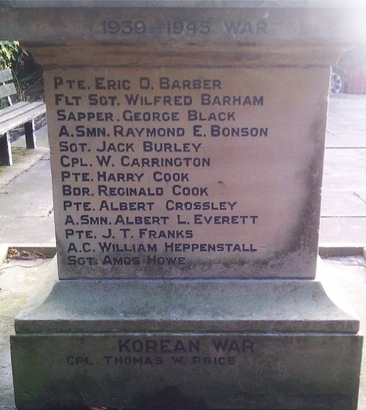 1939-1945 WAR
PTE. ERIC D. BARBER
FLT SGT. WILFRED BARHAM
SAPPER. GEORGE BLACK
A.SMN. RAYMOND E. BONSON
SGT. JACK BURLEY
CPL. W. CARRINGTON
PTE. HARRY COOK
BDR. REGINALD COOK
PTE. ALBERT CROSSLEY
A.SMN. ALBERT L. EVERETT
PTE. J. T. FRANKS
A.C. WILLIAM HEPPENSTALL
SGT. AMOS HOWE
KOREAN WAR
CPL. THOMAS W. PRICE